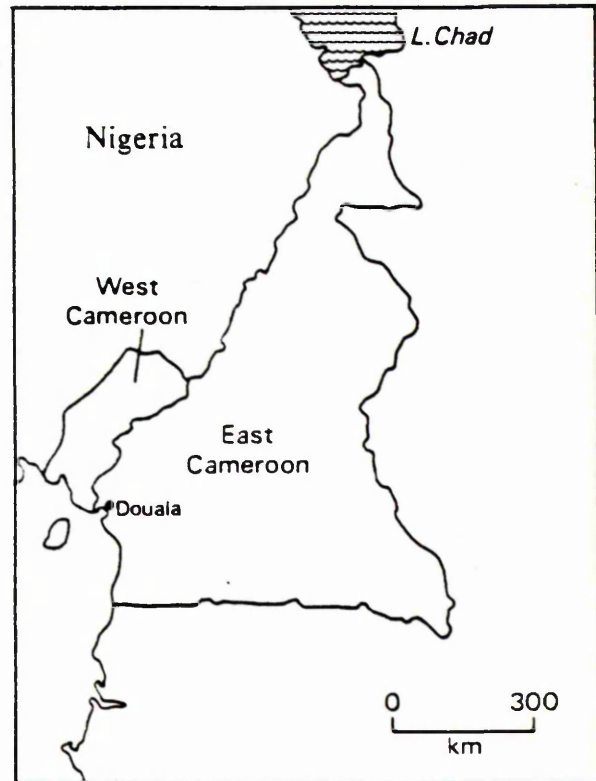 L. Chad
Nigeria
West
Cameroon
East
Cameroon
Douala
0 300
km